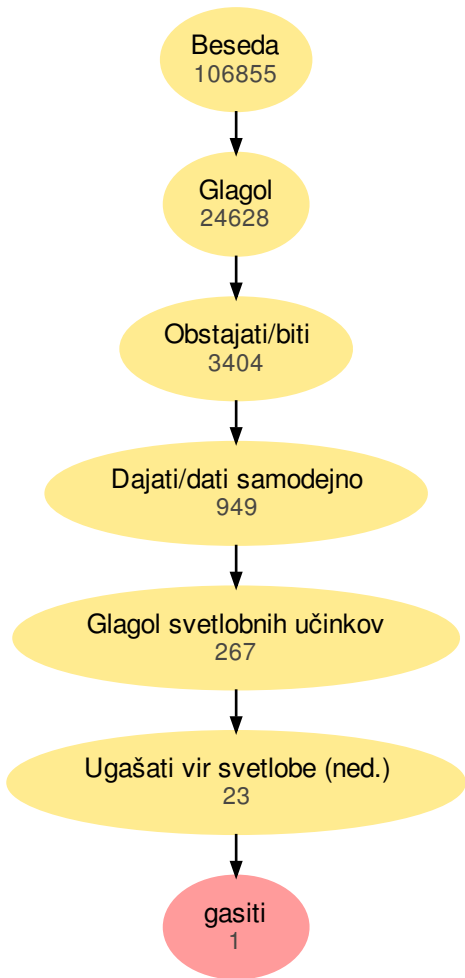 Beseda
106855
Glagol
24628
Obstajati/biti
3404
Dajati/dati samodejno
949
Glagol svetlobnih učinkov
267
Ugašati vir svetlobe (ned.)
23
gasiti
1